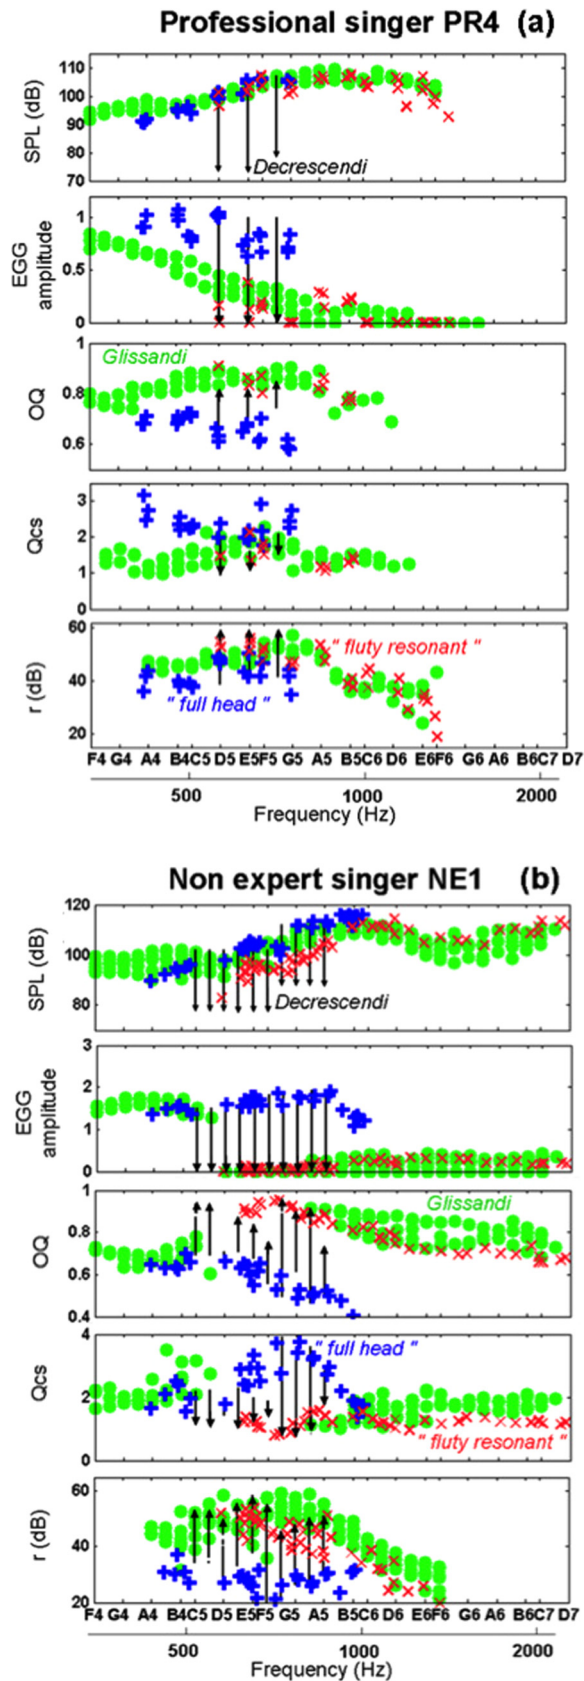 Professional singer PR4 (a)
110
100
90
80
70
SPL (dB)
Decrescendi
1
0.5
0
EGG
amplitude
1
0.8
0.6
OQ
Glissandi
3
2
1
0
Qcs
60
40
20
r (dB)
" fluty resonant "
" full head "
F4 G4 A4 B4C5 D5 E5F5 G5 A5 B5C6 D6 E6F6 G6 A6 B6C7 D7
500 1000 2000
Frequency (Hz)
Non expert singer NE1 (b)
120
100
80
SPL (dB)
Decrescendi
3
2
1
0
EGG
amplitude
1
0.8
0.6
0.4
OQ
Glissandi
4
2
0
Qcs
" full head "
" fluty resonant "
60
40
20
r (dB)
F4 G4 A4 B4C5 D5 E5F5 G5 A5 B5C6 D6 E6F6 G6 A6 B6C7 D7
500 1000 2000
Frequency (Hz)